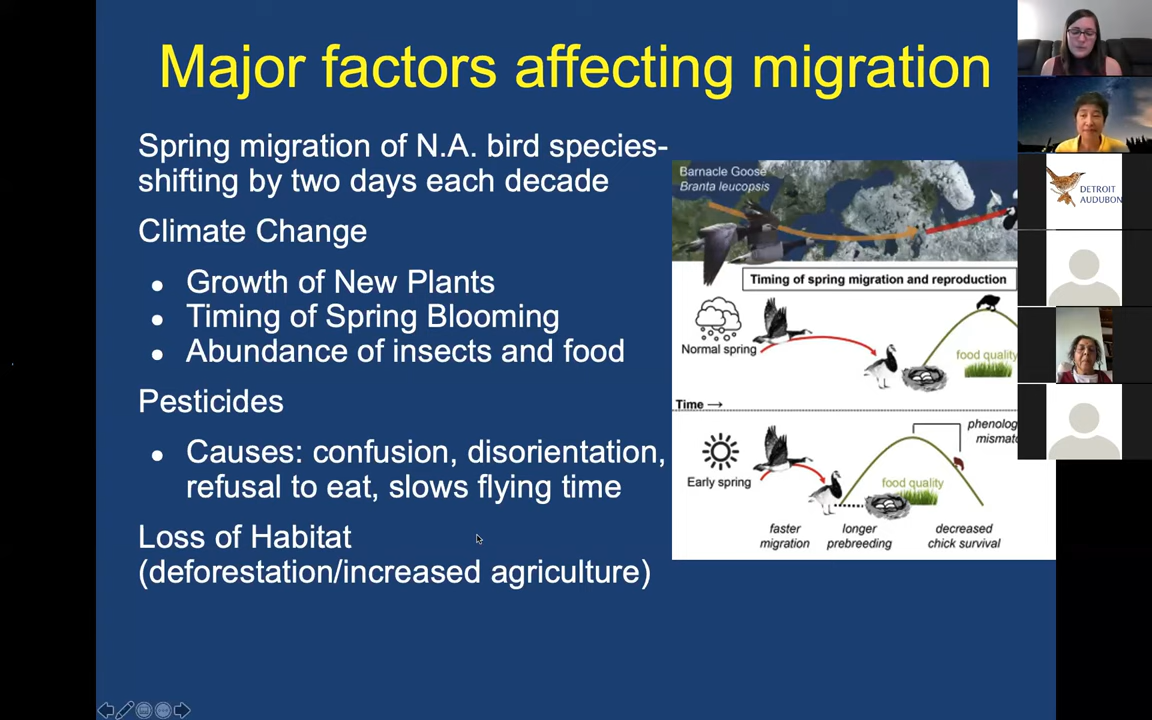 Major factors affecting migration
Spring migration of N.A. bird species-
shifting by two days each decade
Climate Change
Growth of New Plants
Timing of Spring Blooming
Abundance of insects and food
Pesticides
Causes: confusion, disorientation,
refusal to eat, slows flying time
Loss of Habitat
(deforestation/increased agriculture)
Barnacle Goose
Branta leucopsis
Timing of spring migration and reproduction
Normal spring
food quality
Time →
phenolog
mismatc
Early spring
food quality
faster
migration
longer
prebreeding
decreased
chick survival
DETROIT
AUDUBON